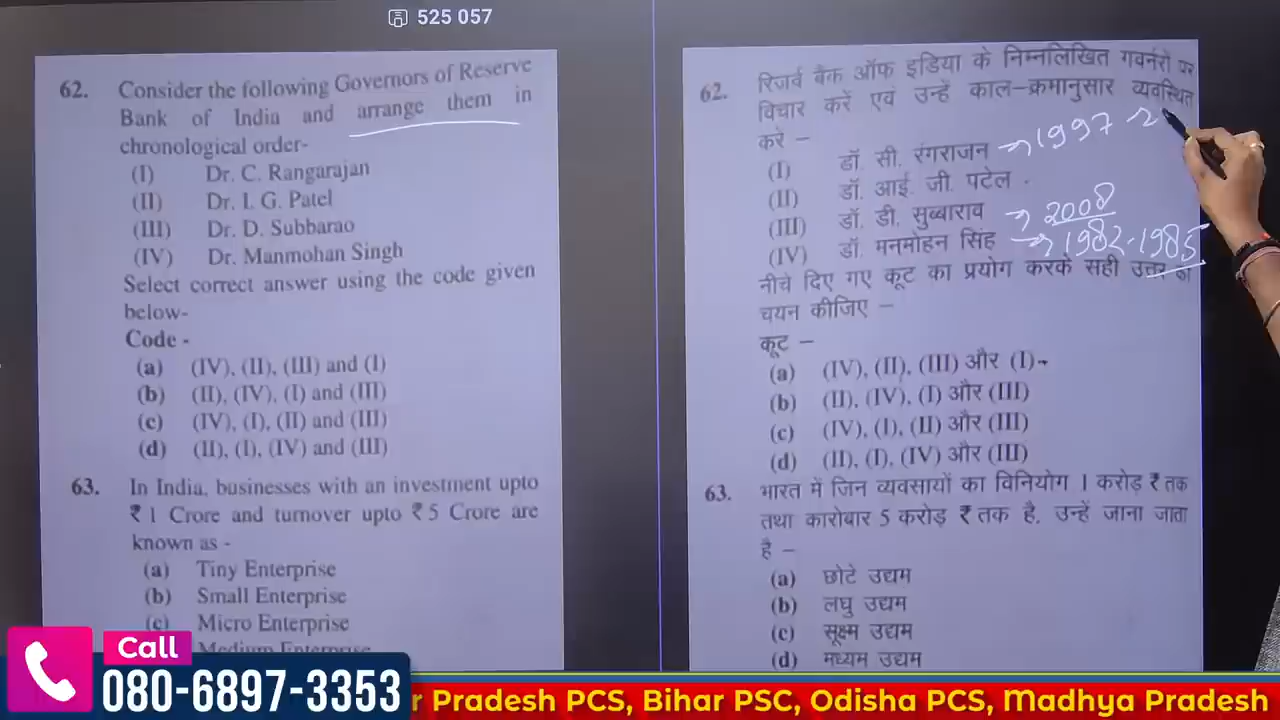 525 057
62. Consider the following Governors of Reserve
Bank of India and arrange them in
chronological order-
(I) Dr. C. Rangarajan
(II) Dr. I. G. Patel
(III) Dr. D. Subbarao
(IV) Dr. Manmohan Singh
Select correct answer using the code given
below-
Code -
(a) (IV), (II), (III) and (I)
(b) (II), (IV), (I) and (III)
(c) (IV), (I), (II) and (III)
(d) (II), (I), (IV) and (III)
63. In India, businesses with an investment upto
₹ 1 Crore and turnover upto ₹ 5 Crore are
known as -
(a) Tiny Enterprise
(b) Small Enterprise
(c) Micro Enterprise
Medium Enterprise
62. रिजर्व बैंक ऑफ इंडिया के निम्नलिखित गवर्नरों पर
विचार करें एवं उन्हें काल-क्रमानुसार व्यवस्थित
करे –
(I) डॉ. सी. रंगराजन → 1997
(II) डॉ. आई. जी. पटेल
(III) डॉ. डी. सुब्बाराव → 2008
(IV) डॉ. मनमोहन सिंह → 1982-1985
नीचे दिए गए कूट का प्रयोग करके सही उत्तर का
चयन कीजिए –
कूट –
(a) (IV), (II), (III) और (I)
(b) (II), (IV), (I) और (III)
(c) (IV), (I), (II) और (III)
(d) (II), (I), (IV) और (III)
63. भारत में जिन व्यवसायों का विनियोग 1 करोड़ ₹ तक
तथा कारोबार 5 करोड़ ₹ तक है, उन्हें जाना जाता
है –
(a) छोटे उद्यम
(b) लघु उद्यम
(c) सूक्ष्म उद्यम
(d) मध्यम उद्यम
Call
080-6897-3353
r Pradesh PCS, Bihar PSC, Odisha PCS, Madhya Pradesh